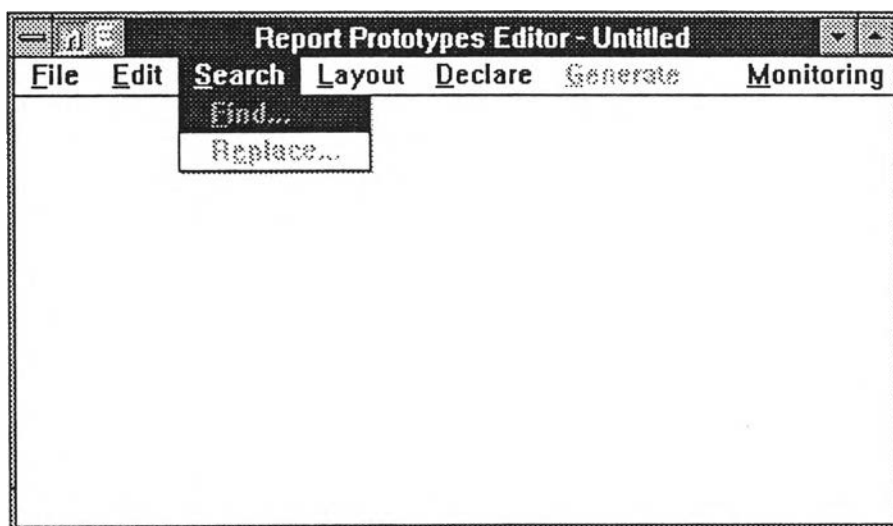 Report Prototypes Editor - Untitled
File Edit Search Layout Declare Generate Monitoring
Find...
Replace...